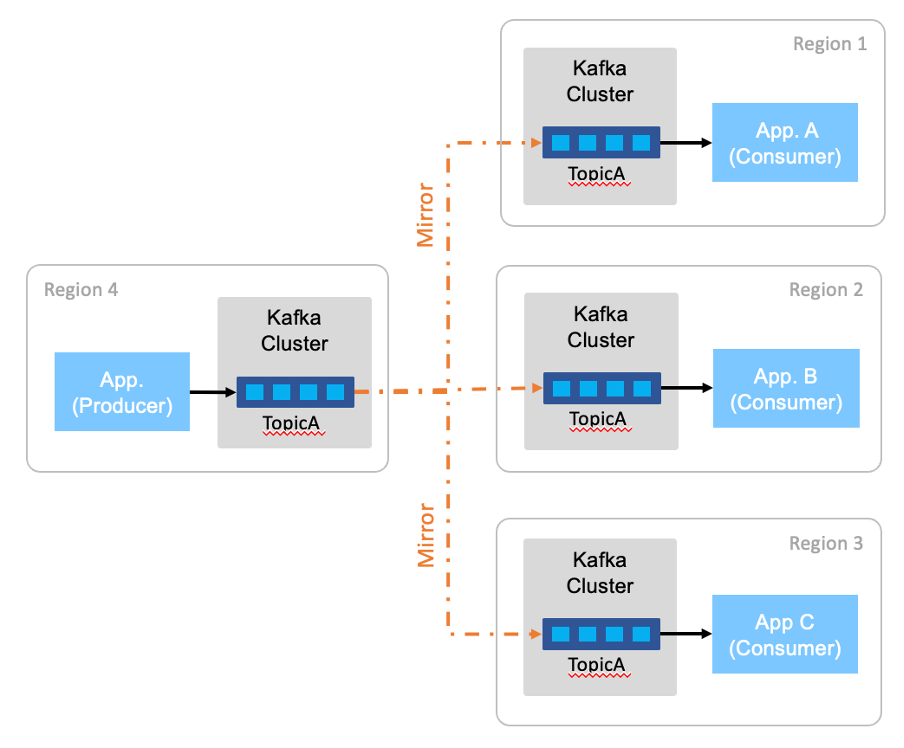 Region 1
Kafka
Cluster
TopicA
App. A
(Consumer)
Mirror
Region 4
Kafka
Cluster
App.
(Producer)
TopicA
Region 2
Kafka
Cluster
TopicA
App. B
(Consumer)
Mirror
Region 3
Kafka
Cluster
TopicA
App C
(Consumer)